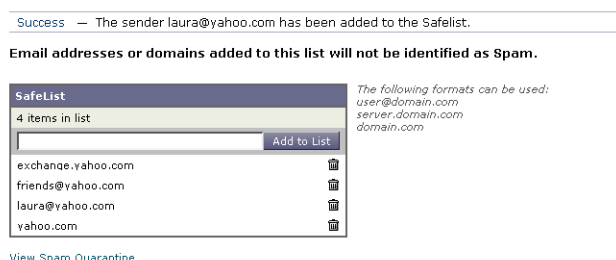 Success — The sender laura@yahoo.com has been added to the Safelist.
Email addresses or domains added to this list will not be identified as Spam.
SafeList
4 items in list
Add to List
exchange.yahoo.com
friends@yahoo.com
laura@yahoo.com
yahoo.com
The following formats can be used:
user@domain.com
server.domain.com
domain.com
View Spam Quarantine